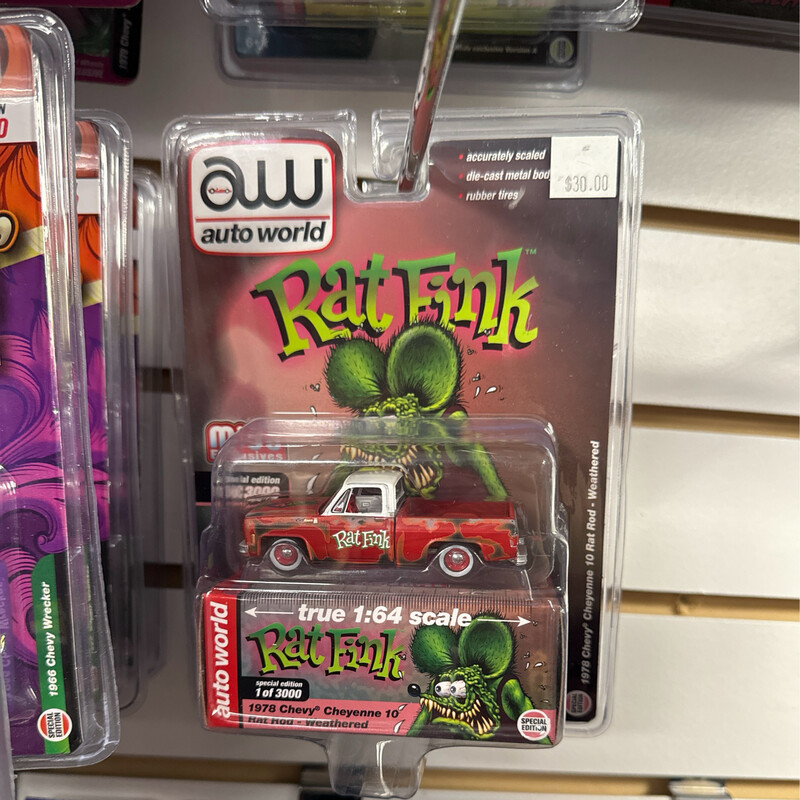 aw
auto world
• accurately scaled
• die-cast metal
• rubber tires
$30.00
Rat Fink™
special edition
3000
Rat Fink
true 1:64 scale
auto world
Rat Fink
special edition
1 of 3000
1978 Chevy® Cheyenne 10
Rat Rod - Weathered
SPECIAL
EDITION
1978 Chevy® Cheyenne 10 Rat Rod - Weathered
1966 Chevy Wrecker
SPECIAL
EDITION